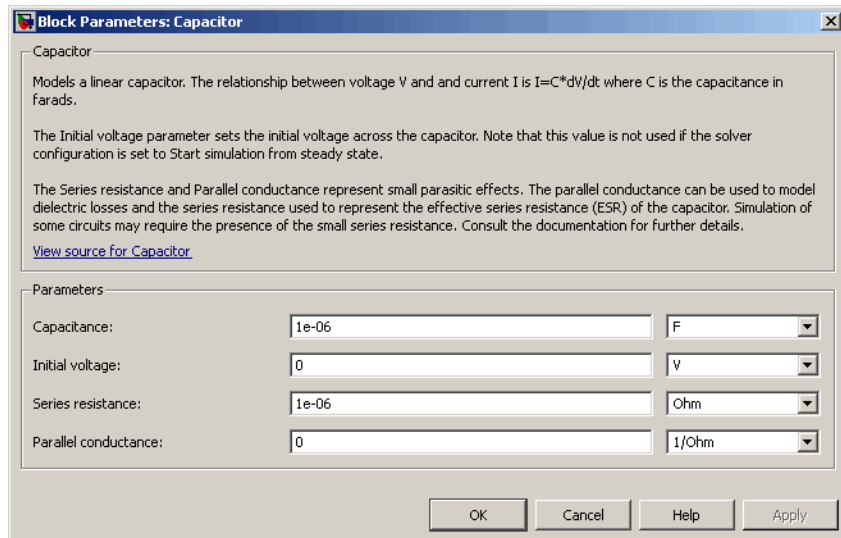 Block Parameters: Capacitor
Capacitor
Models a linear capacitor. The relationship between voltage V and and current I is I=C*dV/dt where C is the capacitance in
farads.
The Initial voltage parameter sets the initial voltage across the capacitor. Note that this value is not used if the solver
configuration is set to Start simulation from steady state.
The Series resistance and Parallel conductance represent small parasitic effects. The parallel conductance can be used to model
dielectric losses and the series resistance used to represent the effective series resistance (ESR) of the capacitor. Simulation of
some circuits may require the presence of the small series resistance. Consult the documentation for further details.
View source for Capacitor
Parameters
Capacitance: 1e-06 F
Initial voltage: 0 V
Series resistance: 1e-06 Ohm
Parallel conductance: 0 1/Ohm
OK Cancel Help Apply